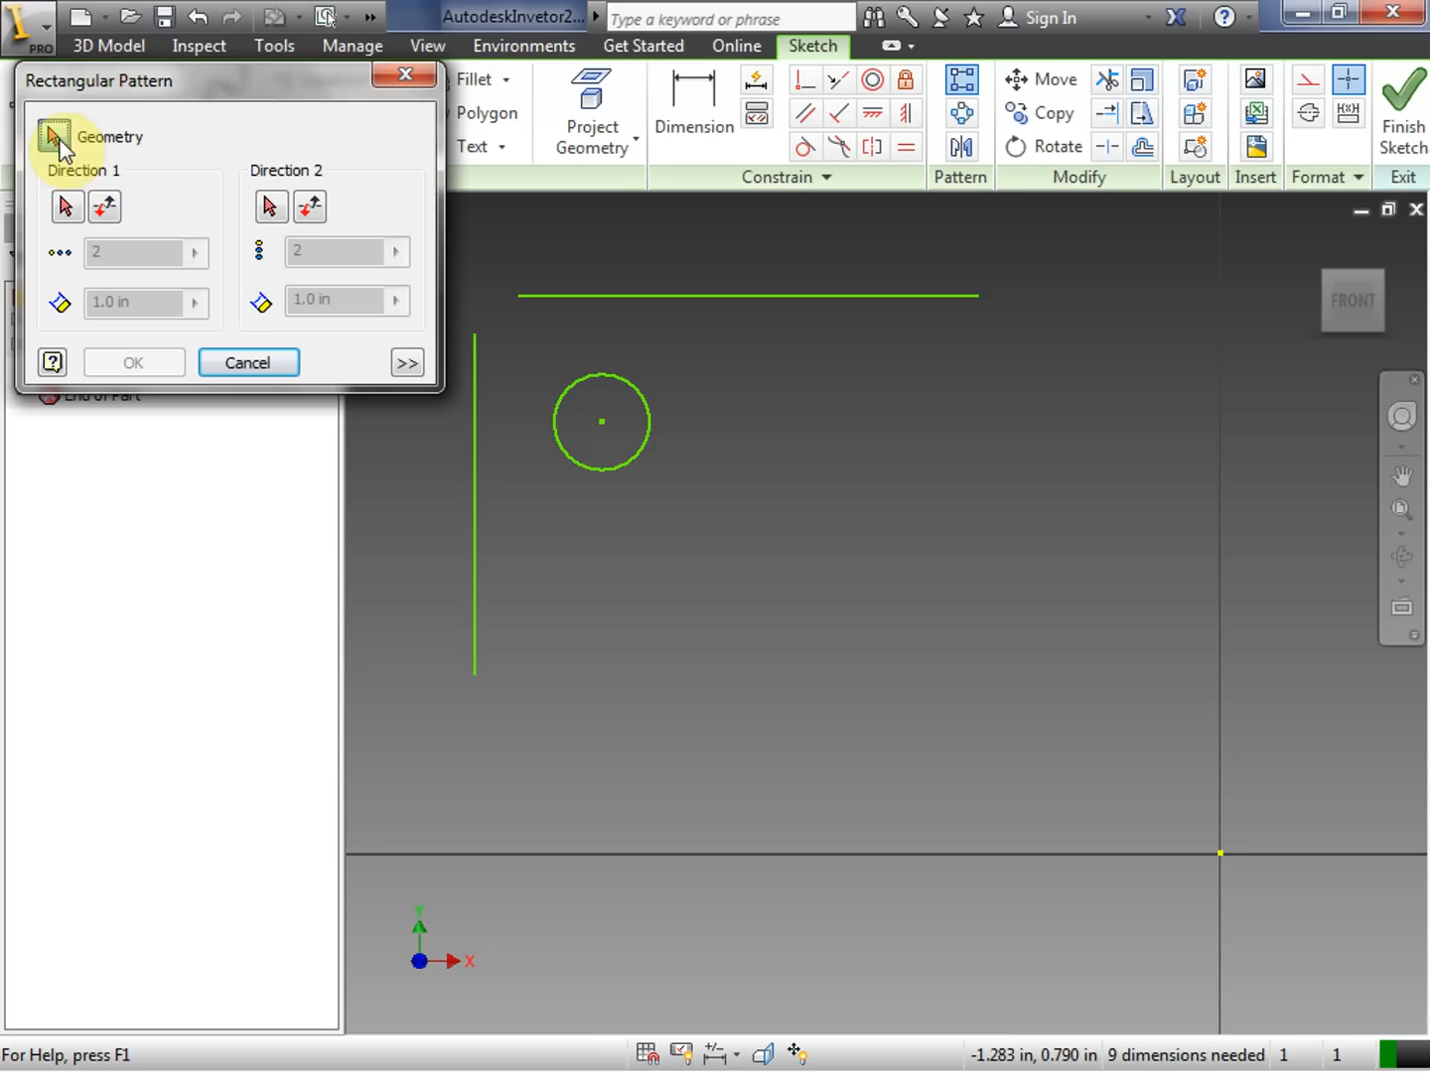 AutodeskInvetor2...
Type a keyword or phrase
Sign In
PRO
3D Model
Inspect
Tools
Manage
View
Environments
Get Started
Online
Sketch
Rectangular Pattern
Geometry
Direction 1
Direction 2
2
2
1.0 in
1.0 in
OK
Cancel
>>
Fillet
Polygon
Text
Project
Geometry
Dimension
Constrain
Pattern
Move
Copy
Rotate
Modify
Layout
Insert
Format
Finish
Sketch
Exit
FRONT
End of Part
Y
X
For Help, press F1
-1.283 in, 0.790 in
9 dimensions needed
1
1